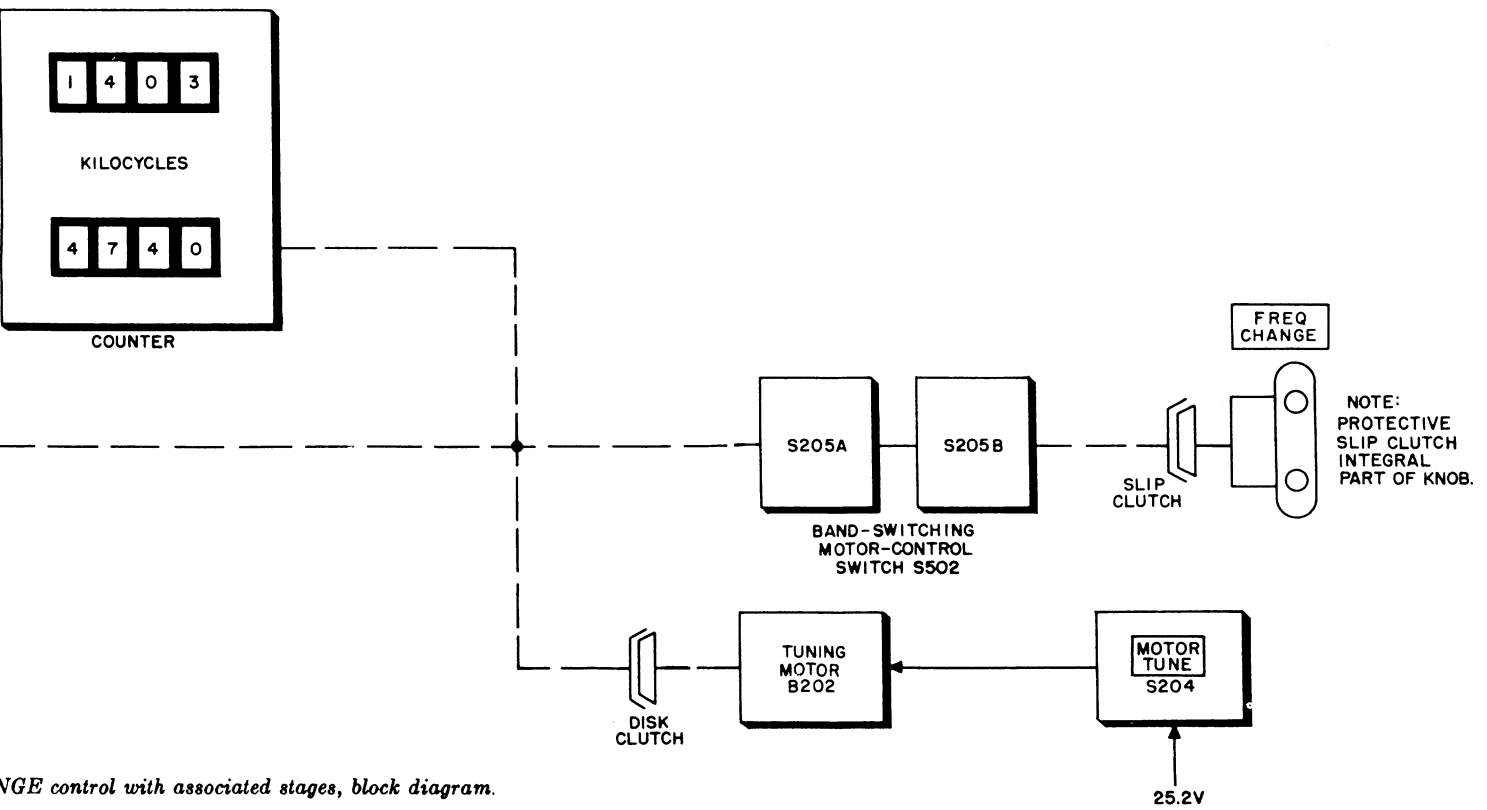 1 4 0 3
KILOCYCLES
4 7 4 0
COUNTER
FREQ
CHANGE
NOTE:
PROTECTIVE
SLIP CLUTCH
INTEGRAL
PART OF KNOB.
S205A
S205B
SLIP
CLUTCH
BAND-SWITCHING
MOTOR-CONTROL
SWITCH S502
TUNING
MOTOR
B202
MOTOR
TUNE
S204
DISK
CLUTCH
25.2V
NGE control with associated stages, block diagram.